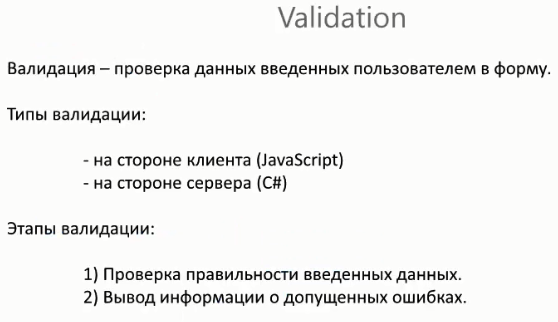 Validation
Валидация – проверка данных введенных пользователем в форму.
Типы валидации:
- на стороне клиента (JavaScript)
- на стороне сервера (C#)
Этапы валидации:
1) Проверка правильности введенных данных.
2) Вывод информации о допущенных ошибках.